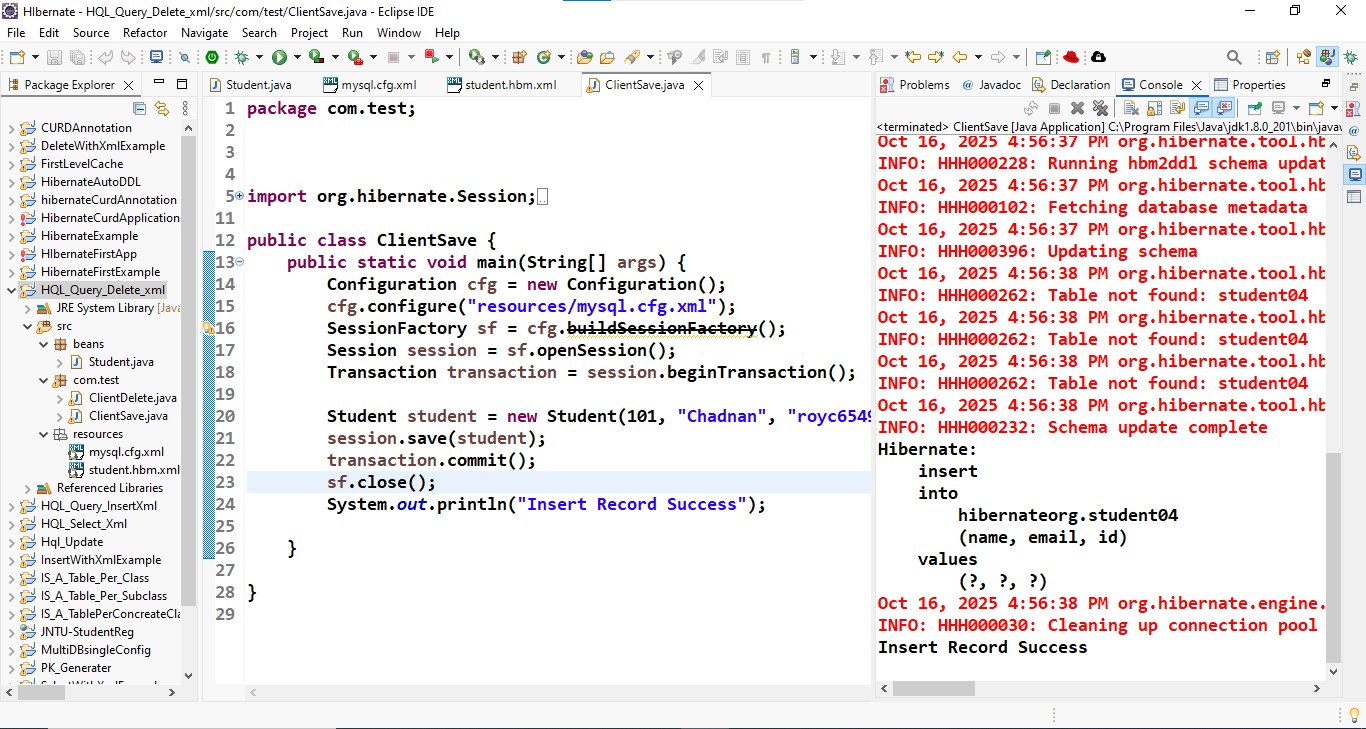 HIbernate - HQL_Query_Delete_xml/src/com/test/ClientSave.java - Eclipse IDE
File Edit Source Refactor Navigate Search Project Run Window Help
Package Explorer
CURDAnnotation
DeleteWithXmlExample
FirstLevelCache
HibernateAutoDDL
hibernateCurdAnnotation
HibernateCurdApplication
HibernateExample
HIbernateFirstApp
HibernateFirstExample
HQL_Query_Delete_xml
JRE System Library [Java
src
beans
Student.java
com.test
ClientDelete.java
ClientSave.java
resources
mysql.cfg.xml
student.hbm.xml
Referenced Libraries
HQL_Query_InsertXml
HQL_Select_Xml
Hql_Update
InsertWithXmlExample
IS_A_Table_Per_Class
IS_A_Table_Per_Subclass
IS_A_TablePerConcreateCla
JNTU-StudentReg
MultiDBsingleConfig
PK_Generater
Student.java mysql.cfg.xml student.hbm.xml ClientSave.java
1 package com.test;
2
3
4
5 import org.hibernate.Session;
11
12 public class ClientSave {
13 public static void main(String[] args) {
14 Configuration cfg = new Configuration();
15 cfg.configure("resources/mysql.cfg.xml");
16 SessionFactory sf = cfg.buildSessionFactory();
17 Session session = sf.openSession();
18 Transaction transaction = session.beginTransaction();
19
20 Student student = new Student(101, "Chadnan", "royc6549
21 session.save(student);
22 transaction.commit();
23 sf.close();
24 System.out.println("Insert Record Success");
25
26 }
27
28 }
29
Problems @ Javadoc Declaration Console Properties
<terminated> ClientSave [Java Application] C:\Program Files\Java\jdk1.8.0_201\bin\javaw
Oct 16, 2025 4:56:37 PM org.hibernate.tool.hb
INFO: HHH000228: Running hbm2ddl schema updat
Oct 16, 2025 4:56:37 PM org.hibernate.tool.hb
INFO: HHH000102: Fetching database metadata
Oct 16, 2025 4:56:37 PM org.hibernate.tool.hb
INFO: HHH000396: Updating schema
Oct 16, 2025 4:56:38 PM org.hibernate.tool.hb
INFO: HHH000262: Table not found: student04
Oct 16, 2025 4:56:38 PM org.hibernate.tool.hb
INFO: HHH000262: Table not found: student04
Oct 16, 2025 4:56:38 PM org.hibernate.tool.hb
INFO: HHH000262: Table not found: student04
Oct 16, 2025 4:56:38 PM org.hibernate.tool.hb
INFO: HHH000232: Schema update complete
Hibernate:
insert
into
hibernateorg.student04
(name, email, id)
values
(?, ?, ?)
Oct 16, 2025 4:56:38 PM org.hibernate.engine.
INFO: HHH000030: Cleaning up connection pool
Insert Record Success